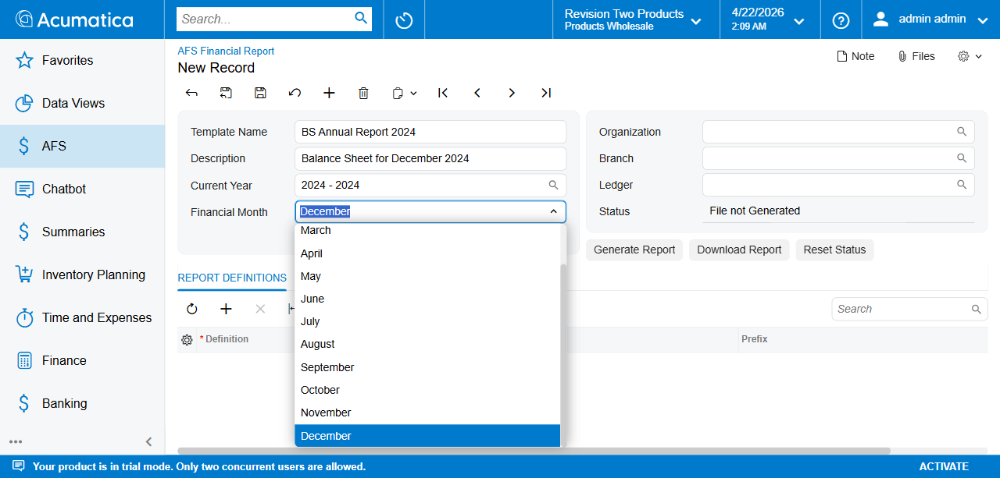 Acumatica
Search...
Revision Two Products
Products Wholesale
4/22/2026
2:09 AM
admin admin
Favorites
Data Views
AFS
Chatbot
Summaries
Inventory Planning
Time and Expenses
Finance
Banking
AFS Financial Report
New Record
Note
Files
Template Name
BS Annual Report 2024
Description
Balance Sheet for December 2024
Current Year
2024 - 2024
Financial Month
December
March
April
May
June
July
August
September
October
November
December
Organization
Branch
Ledger
Status
File not Generated
Generate Report
Download Report
Reset Status
REPORT DEFINITIONS
Search
* Definition
Prefix
Your product is in trial mode. Only two concurrent users are allowed.
ACTIVATE